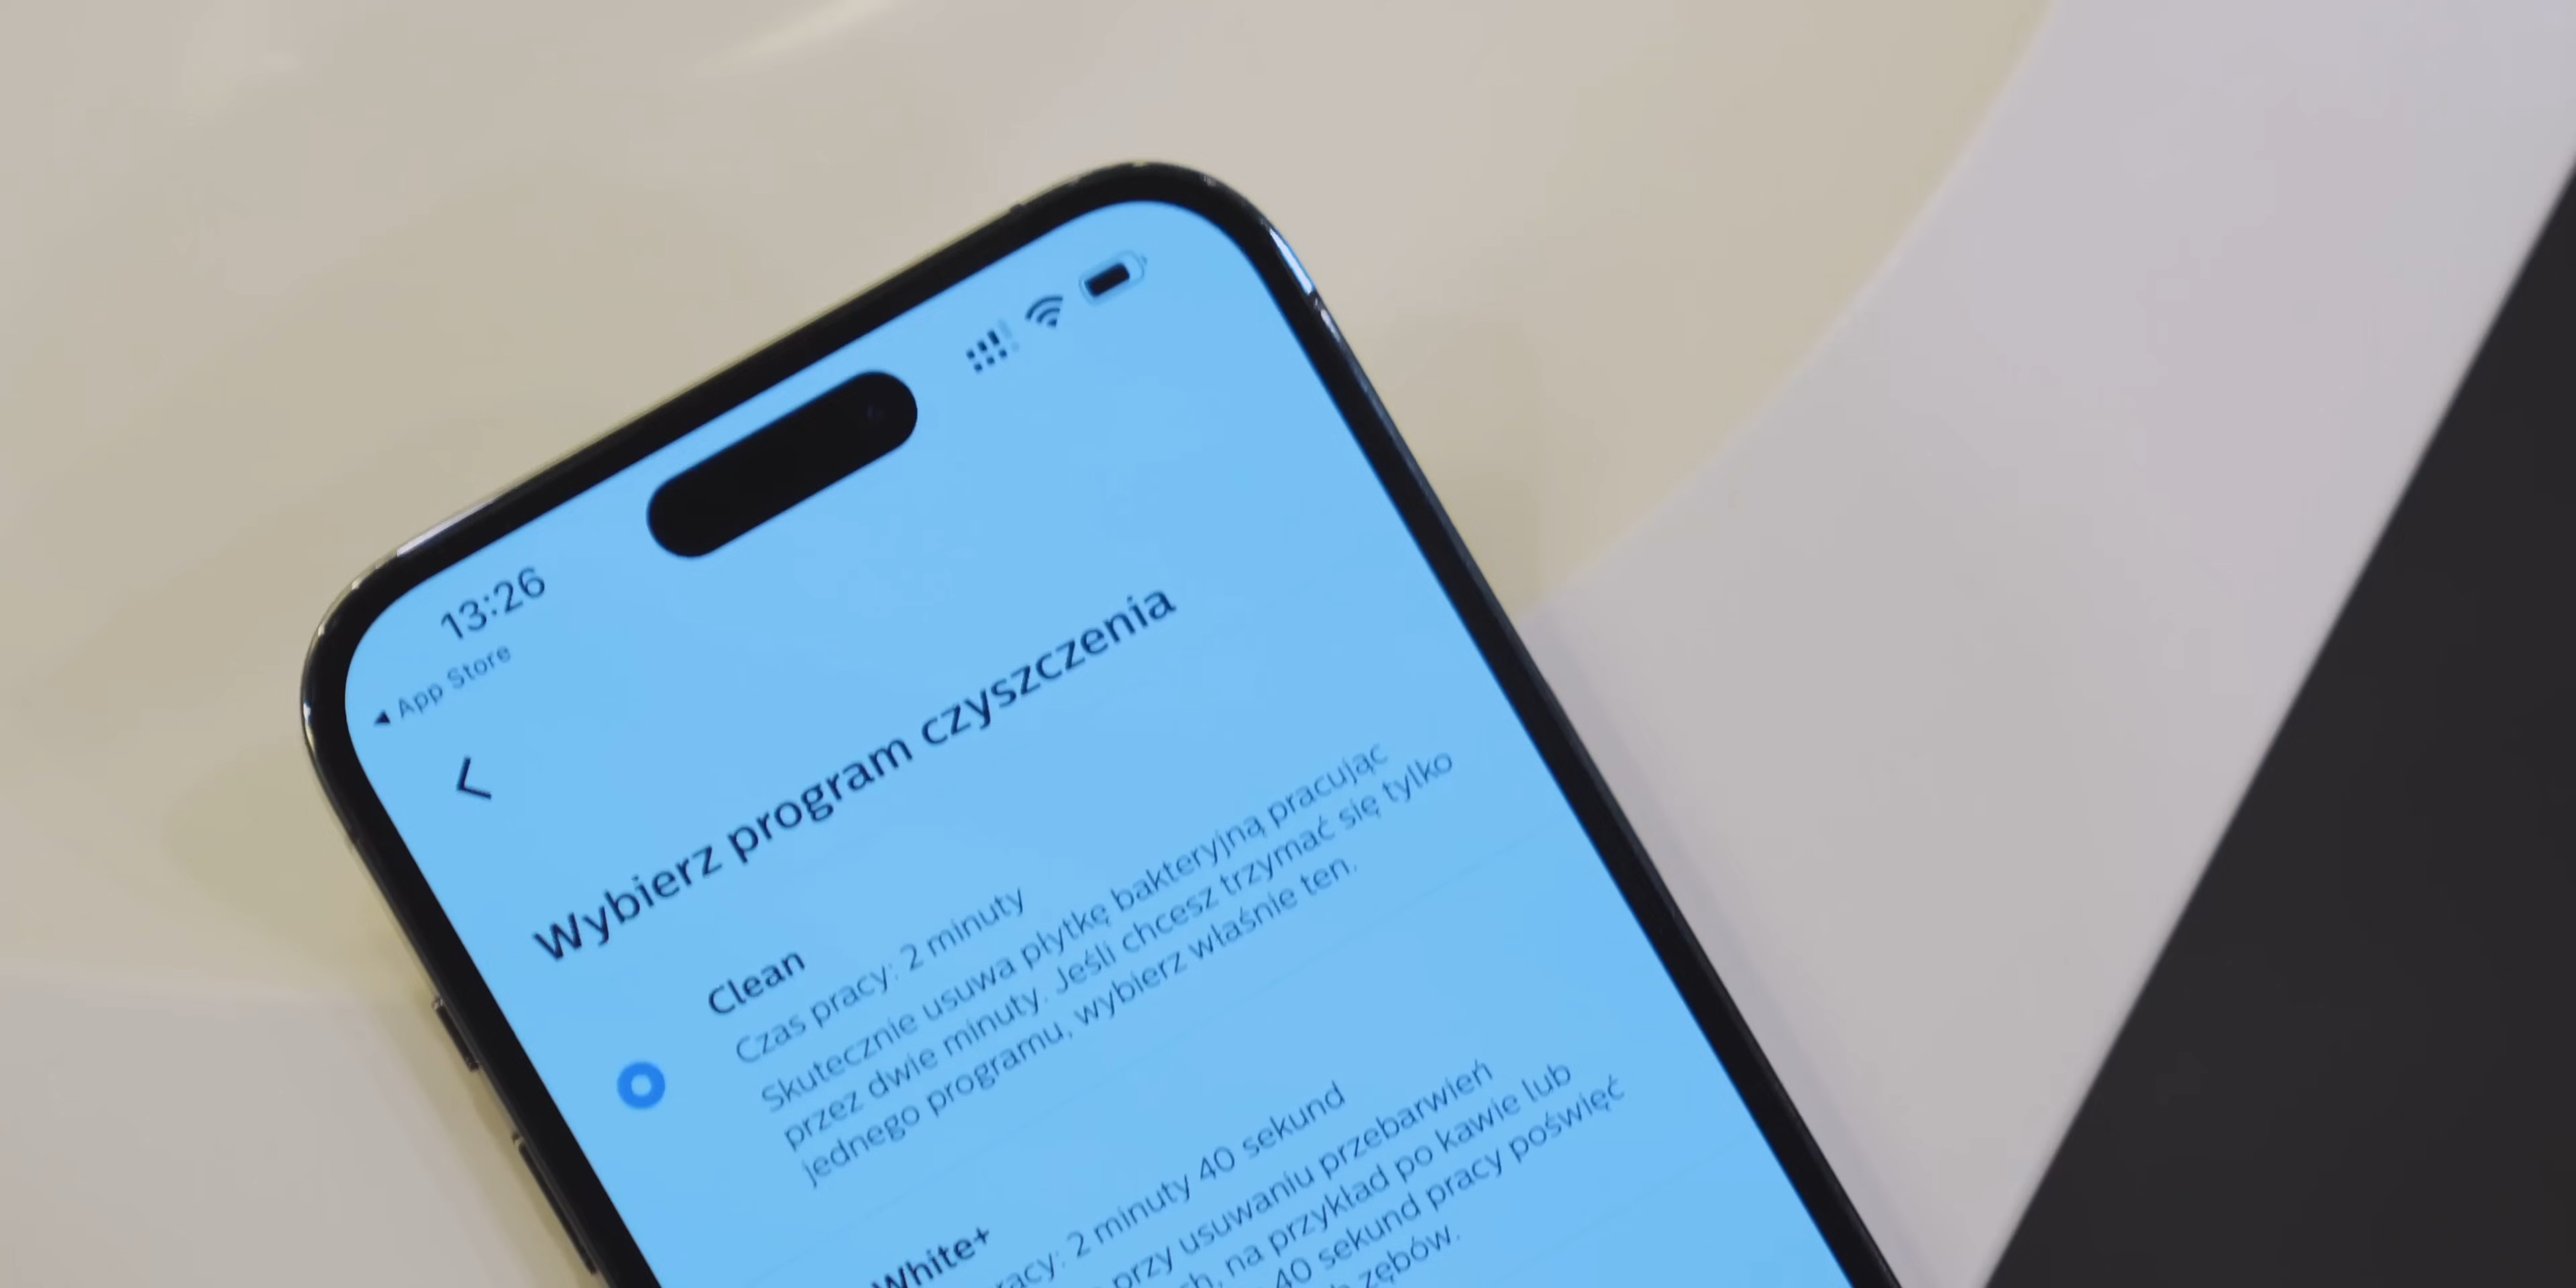 13:26
◀ App Store
Wybierz program czyszczenia
Clean
Czas pracy: 2 minuty
Skutecznie usuwa płytkę bakteryjną pracując
przez dwie minuty. Jeśli chcesz trzymać się tylko
jednego programu, wybierz właśnie ten.
White+
2 minuty 40 sekund
przy usuwaniu przebarwień
na przykład po kawie lub
40 sekund pracy poświęć
zębów.